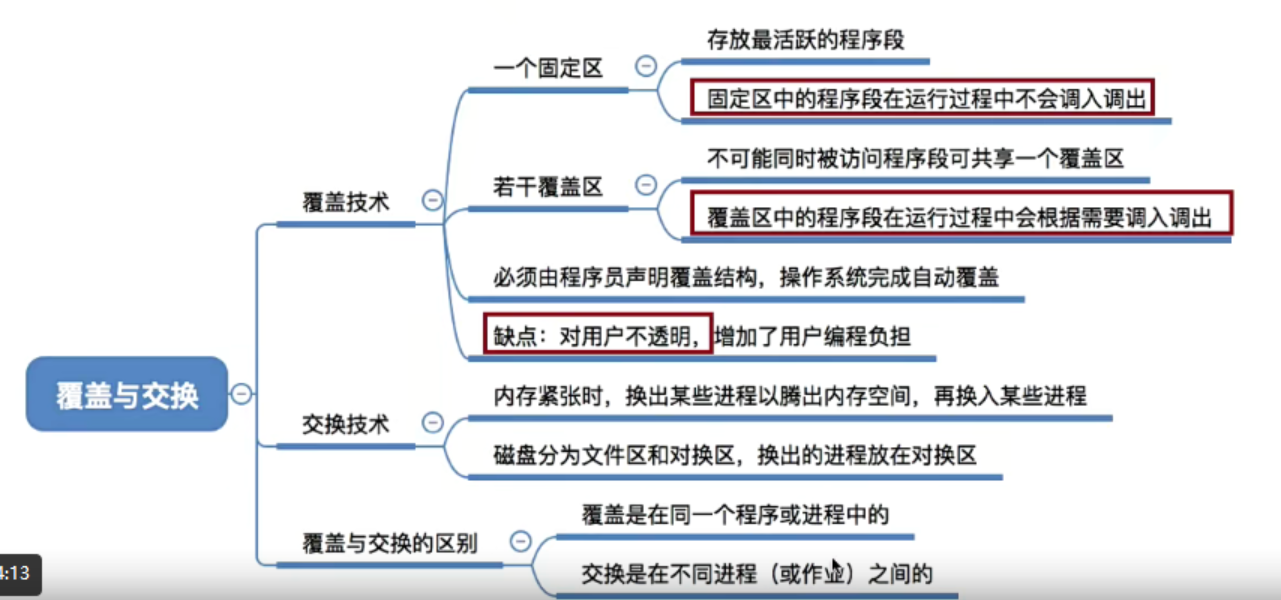 存放最活跃的程序段
一个固定区
固定区中的程序段在运行过程中不会调入调出
不可能同时被访问程序段可共享一个覆盖区
若干覆盖区
覆盖技术
覆盖区中的程序段在运行过程中会根据需要调入调出
必须由程序员声明覆盖结构，操作系统完成自动覆盖
缺点：对用户不透明，增加了用户编程负担
覆盖与交换
内存紧张时，换出某些进程以腾出内存空间，再换入某些进程
交换技术
磁盘分为文件区和对换区，换出的进程放在对换区
覆盖是在同一个程序或进程中的
覆盖与交换的区别
交换是在不同进程（或作业）之间的
4:13